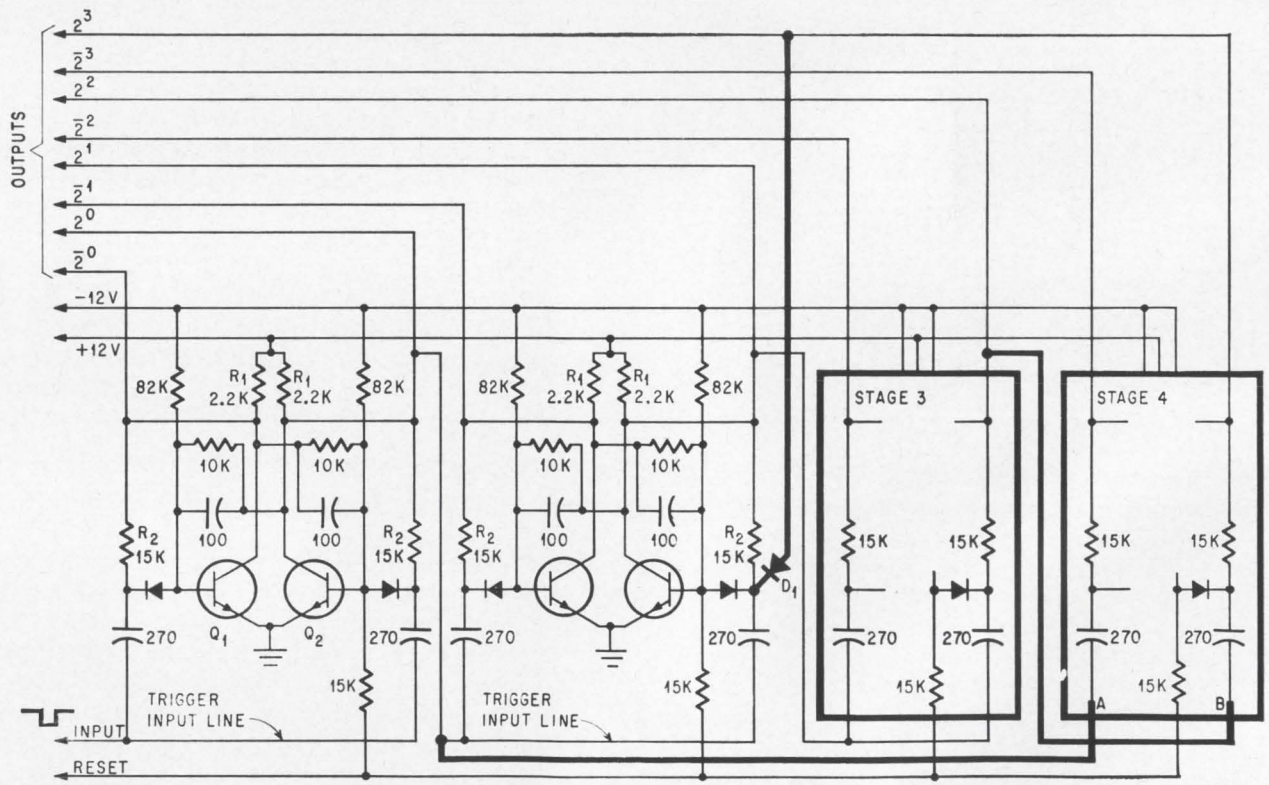 2³
2̄³
2²
2̄²
2¹
2̄¹
2⁰
2̄⁰
OUTPUTS
-12V
+12V
82K
R₁
2.2K
R₁
2.2K
82K
82K
R₁
2.2K
R₁
2.2K
82K
STAGE 3
STAGE 4
10K
10K
10K
10K
100
100
100
100
R₂
15K
R₂
15K
R₂
15K
R₂
15K
15K
15K
15K
15K
D₁
270
Q₁
Q₂
270
270
270
270
270
270
270
15K
15K
15K
15K
A
B
TRIGGER
INPUT LINE
TRIGGER
INPUT LINE
INPUT
RESET